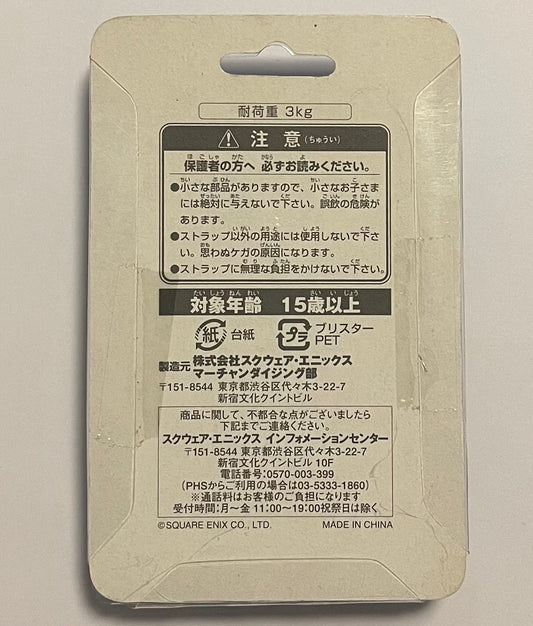 耐荷重 3kg
注意(ちゅうい)
保護者の方へ 必ずお読みください。
●小さな部品がありますので、小さなお子さま
には絶対に与えないで下さい。誤飲の危険が
あります。
●ストラップ以外の用途には使用しないで下さ
い。思わぬケガの原因になります。
●ストラップに無理な負担をかけないで下さい。
対象年齢 15歳以上
紙 台紙 プラ ブリスター
PET
製造元 株式会社スクウェア・エニックス
マーチャンダイジング部
〒151-8544 東京都渋谷区代々木3-22-7
新宿文化クイントビル
商品に関して、不都合な点がございましたら
下記までご連絡ください。
スクウェア・エニックス インフォメーションセンター
〒151-8544 東京都渋谷区代々木3-22-7
新宿文化クイントビル 10F
電話番号:0570-003-399
(PHSからご利用の場合は03-5333-1860)
※通話料はお客様のご負担になります
受付時間:月～金 11:00～19:00祝祭日は除く
©SQUARE ENIX CO., LTD. MADE IN CHINA